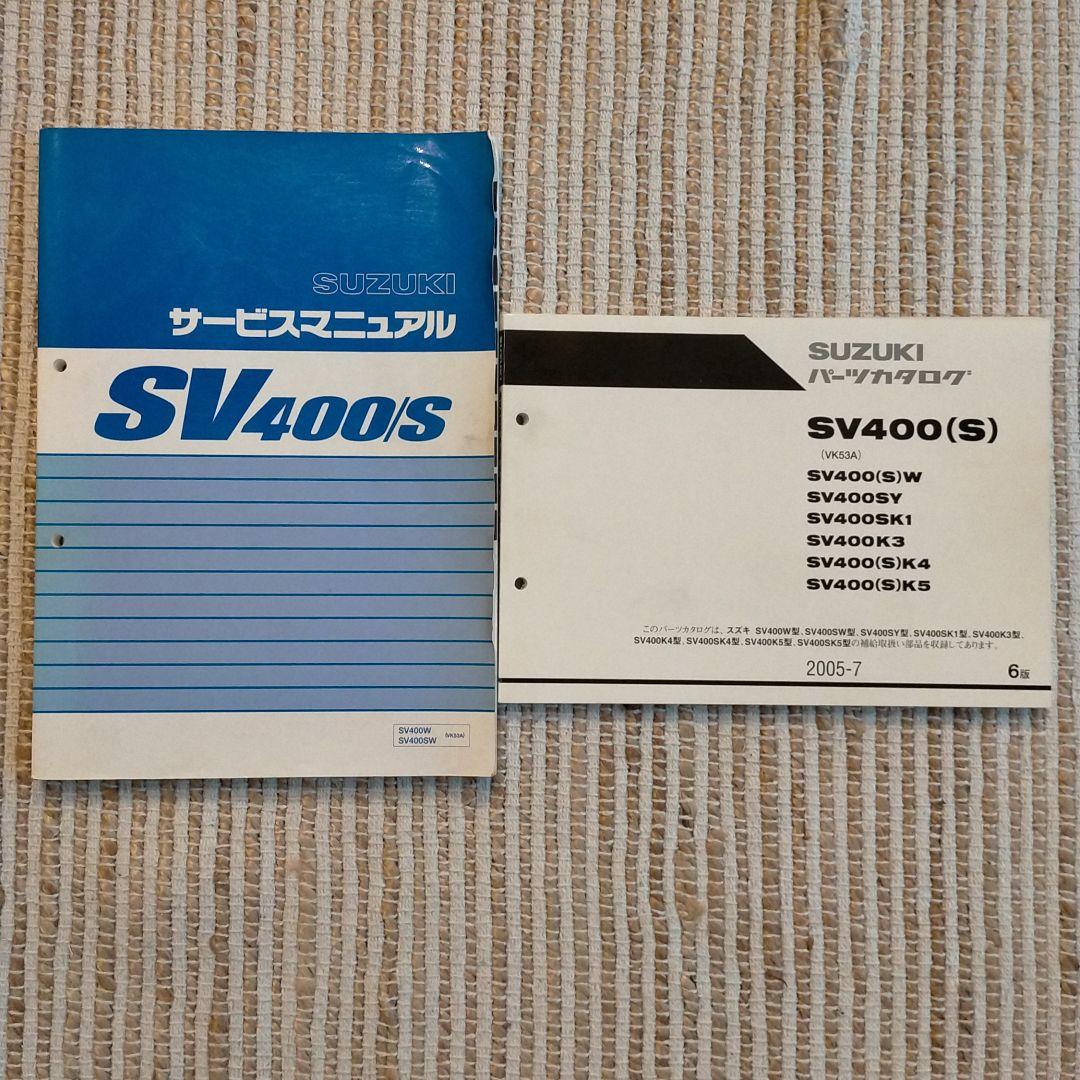 SUZUKI
サービスマニュアル
SV400/S
SV400W
SV400SW
(VK53A)
SUZUKI
パーツカタログ
SV400(S)
(VK53A)
SV400(S)W
SV400SY
SV400SK1
SV400K3
SV400(S)K4
SV400(S)K5
このパーツカタログは、スズキ SV400W型、SV400SW型、SV400SY型、SV400SK1型、SV400K3型、
SV400K4型、SV400SK4型、SV400K5型、SV400SK5型の補給取扱い部品を収録してあります。
2005-7
6版